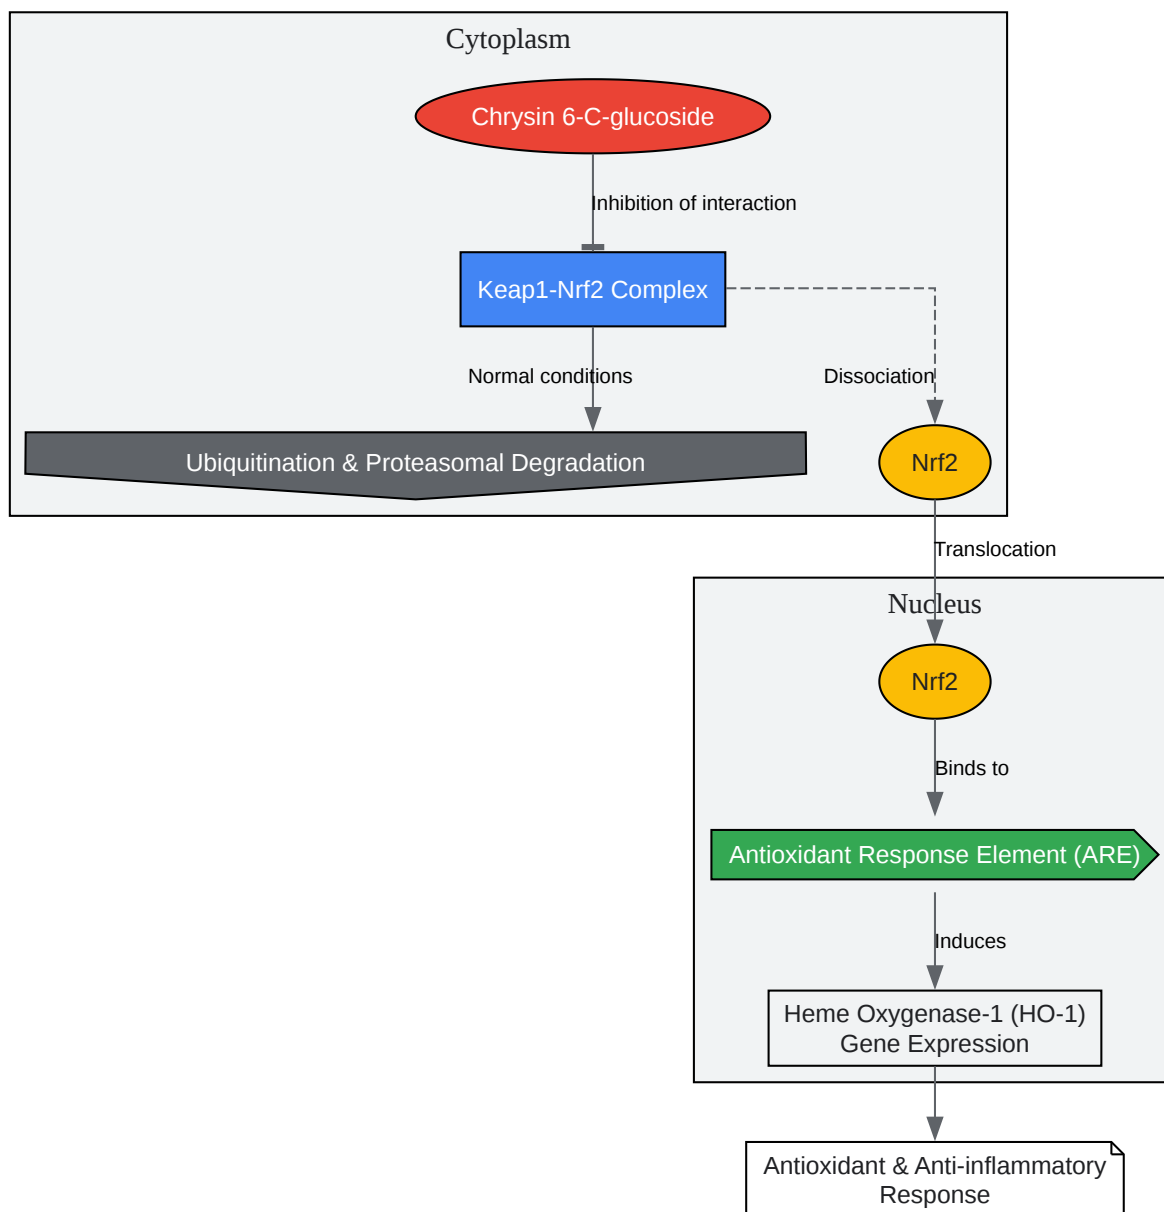 Cytoplasm
Chrysin 6-C-glucoside
Inhibition of interaction
Keap1-Nrf2 Complex
Normal conditions
Dissociation
Ubiquitination & Proteasomal Degradation
Nrf2
Translocation
Nucleus
Nrf2
Binds to
Antioxidant Response Element (ARE)
Induces
Heme Oxygenase-1 (HO-1)
Gene Expression
Antioxidant & Anti-inflammatory
Response